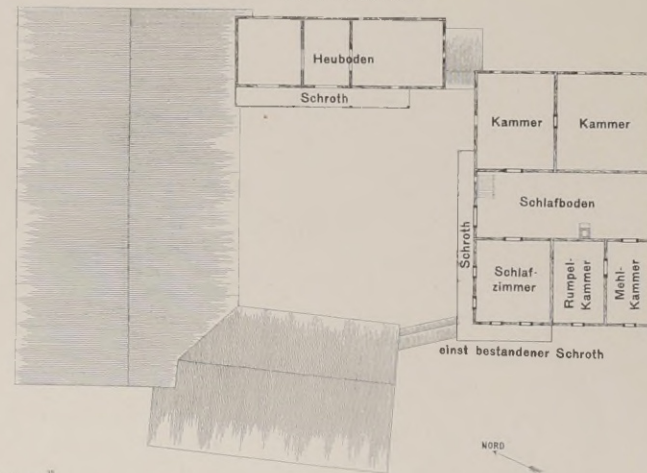 Heuboden
Schroth
Kammer
Kammer
Schlafboden
Schroth
Schlaf-
zimmer
Rumpel-
Kammer
Mehl-
Kammer
einst bestandener Schroth
NORD